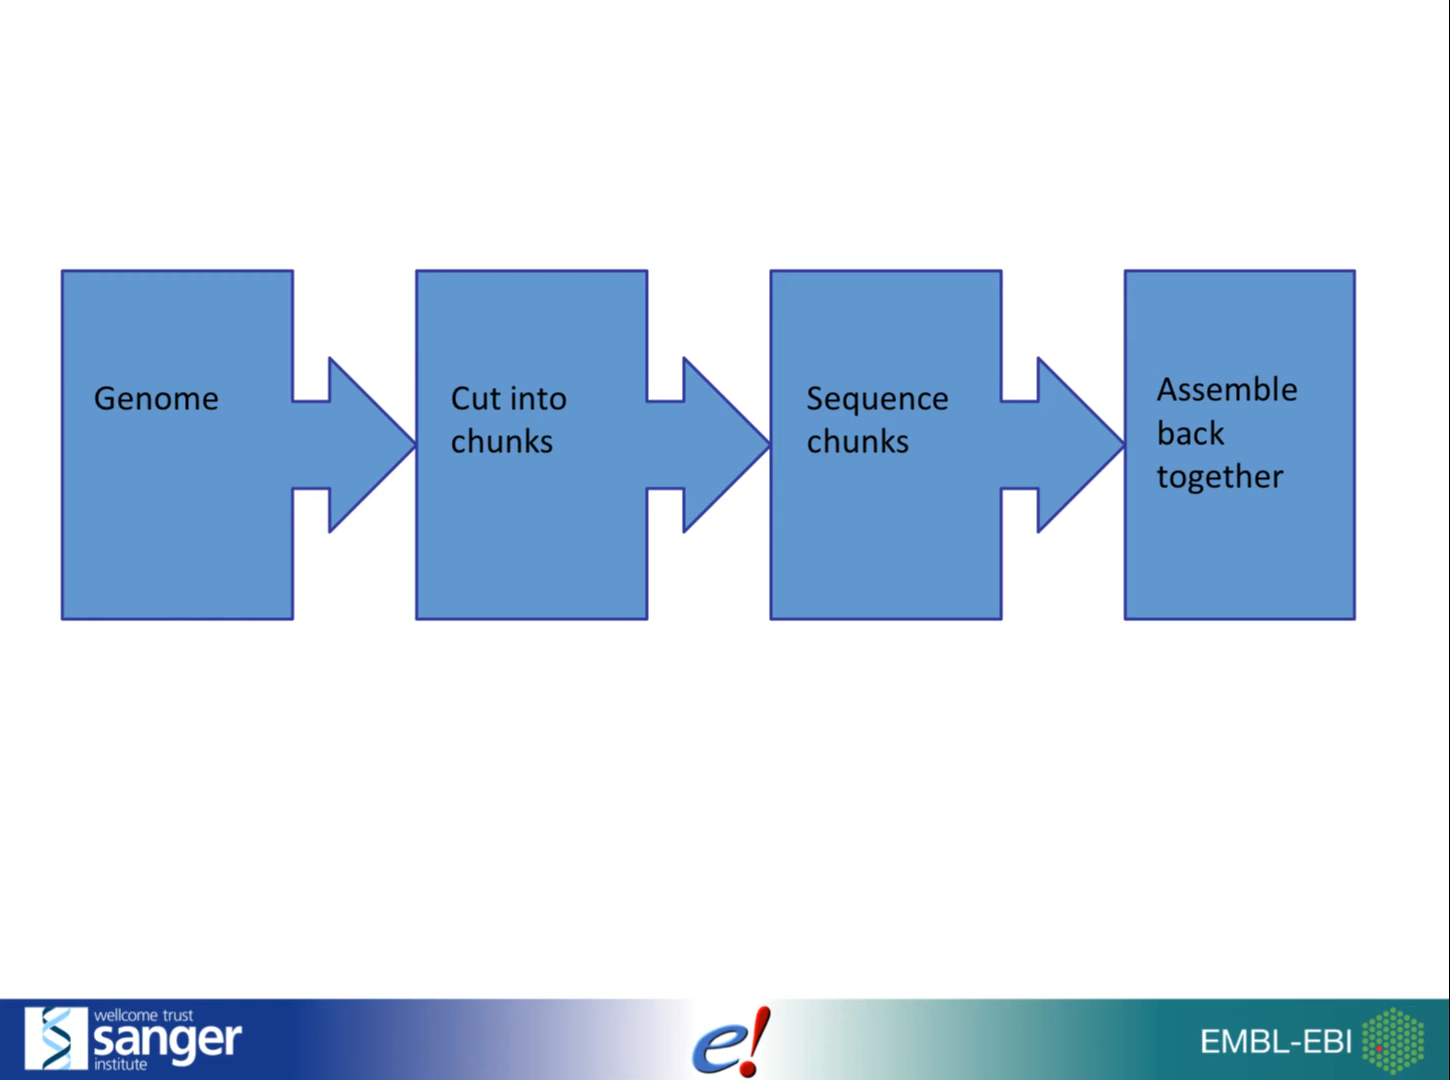 Genome
Cut into
chunks
Sequence
chunks
Assemble
back
together
wellcome trust
sanger
institute
e!
EMBL-EBI